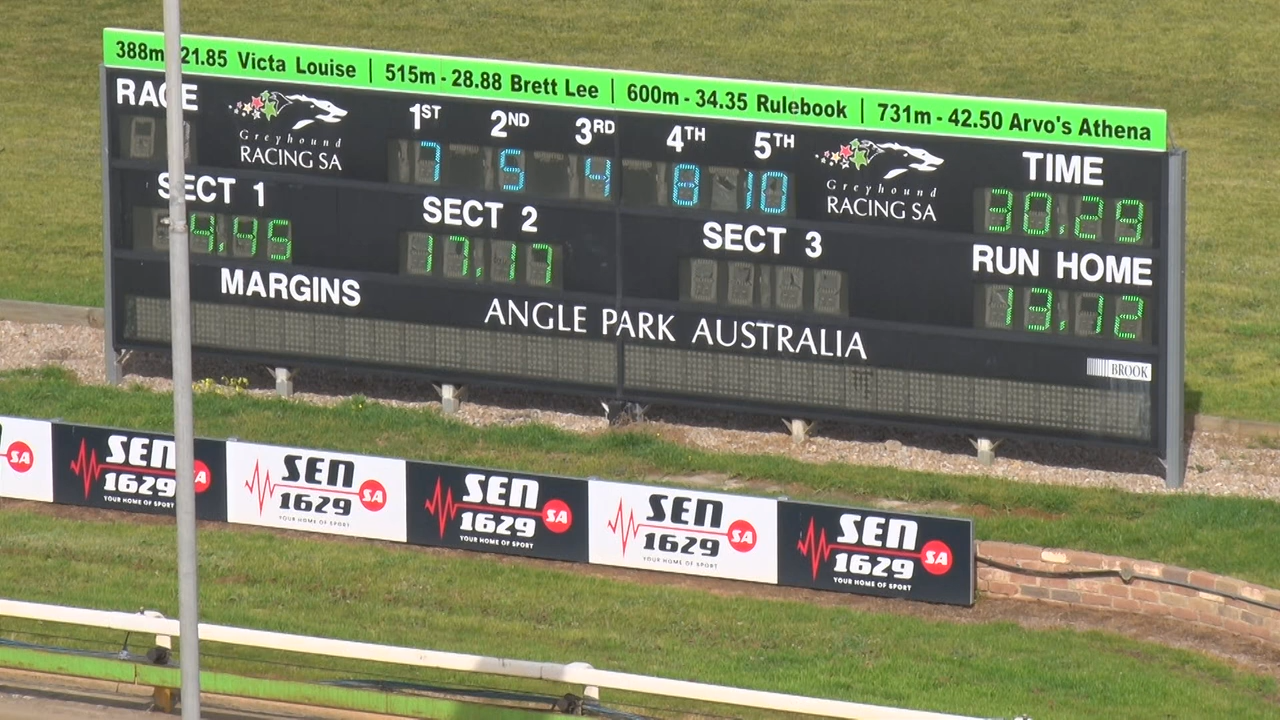 388m - 21.85 Victa Louise | 515m - 28.88 Brett Lee | 600m - 34.35 Rulebook | 731m - 42.50 Arvo's Athena
RACE
Greyhound
RACING SA
1ST 2ND 3RD 4TH 5TH
7 5 4 8 10
Greyhound
RACING SA
TIME
30.29
SECT 1
4.45
SECT 2
17.17
SECT 3
RUN HOME
13.12
MARGINS
ANGLE PARK AUSTRALIA
BROOK
SA
SEN
1629 SA
YOUR HOME OF SPORT
SEN
1629 SA
YOUR HOME OF SPORT
SEN
1629 SA
YOUR HOME OF SPORT
SEN
1629 SA
YOUR HOME OF SPORT
SEN
1629 SA
YOUR HOME OF SPORT